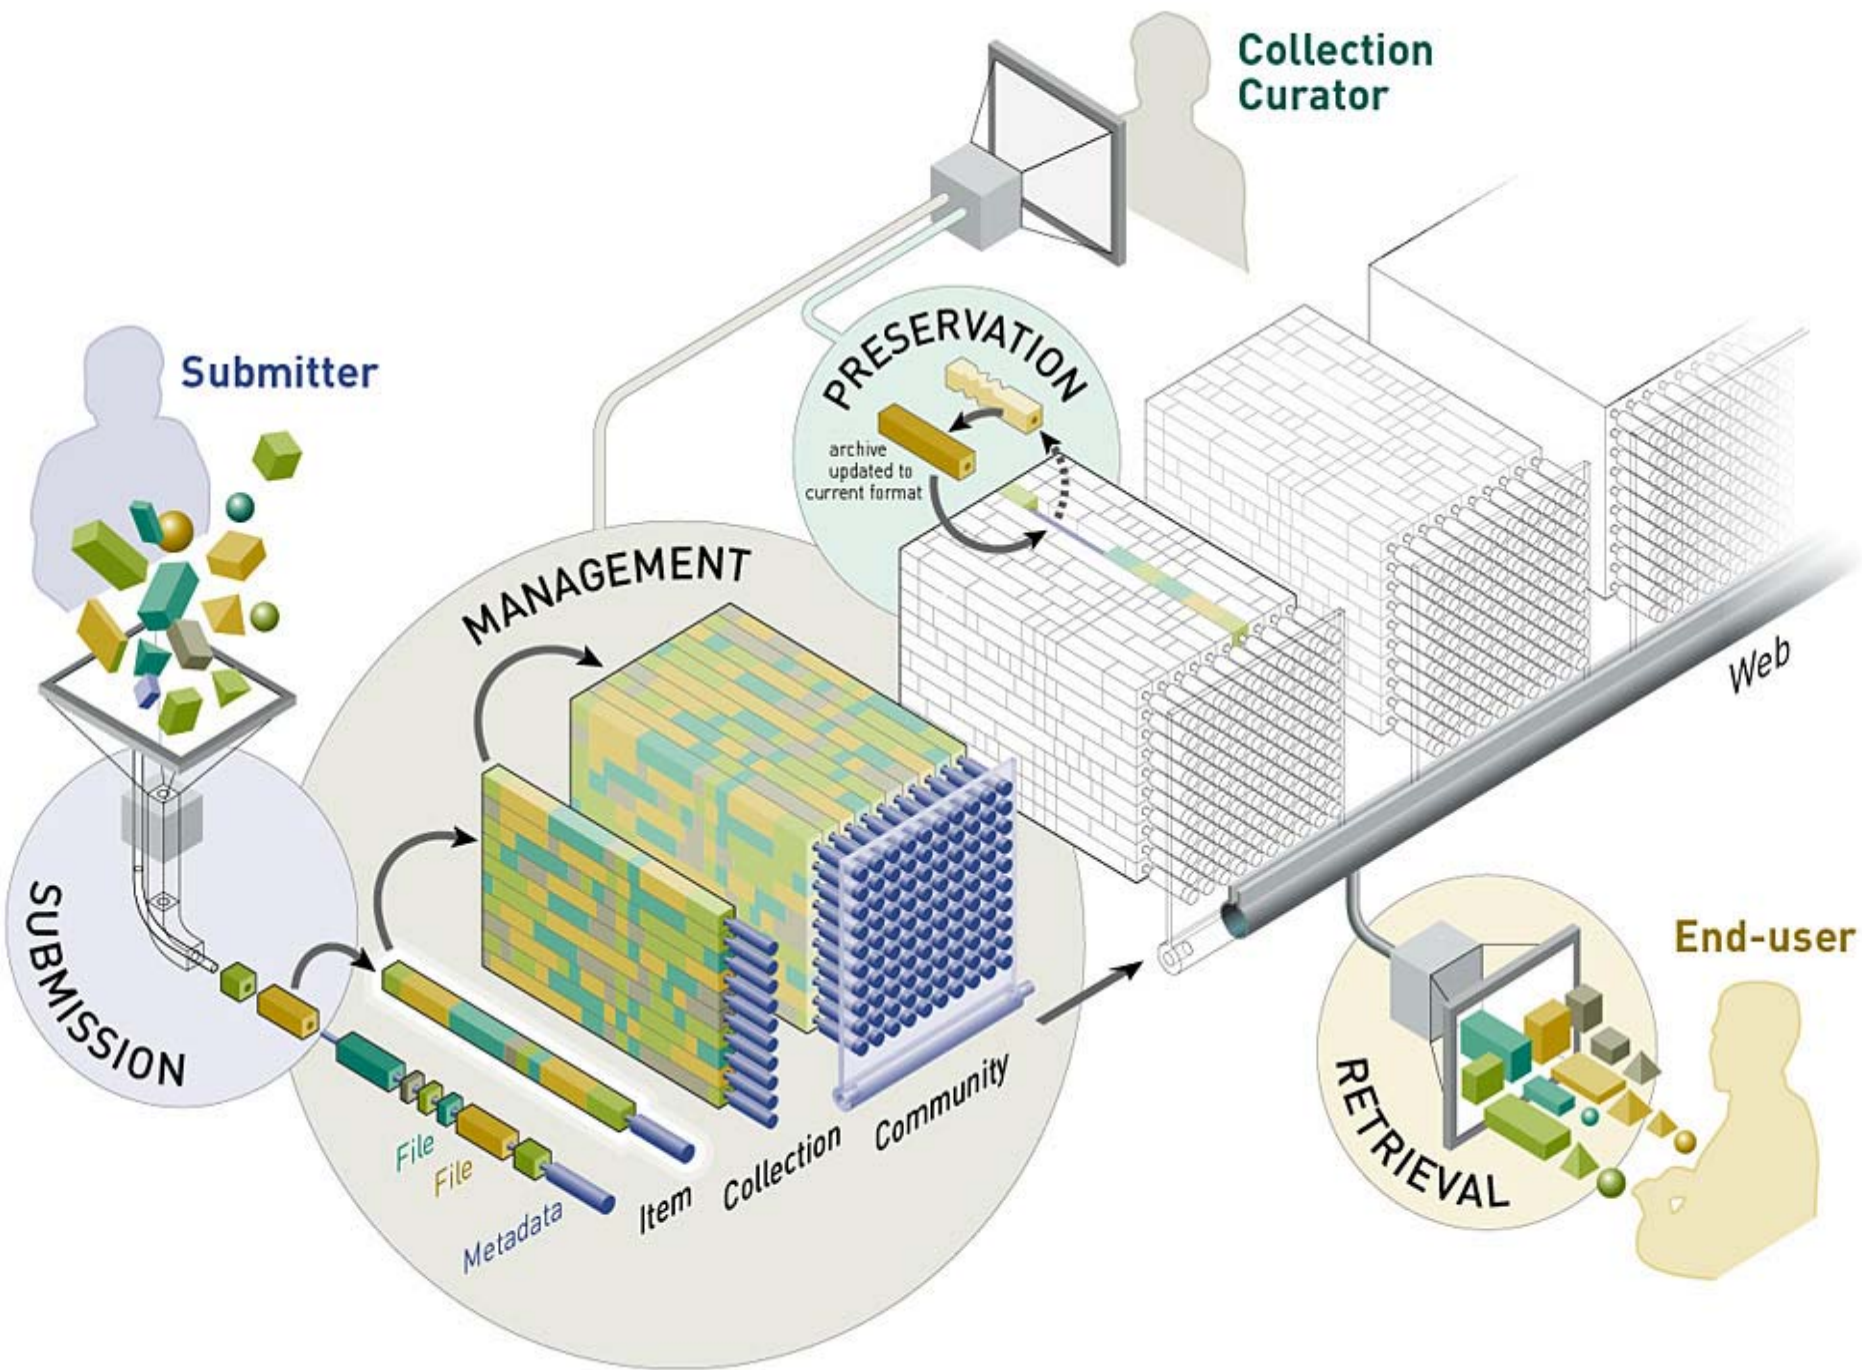 Collection
Curator
Submitter
PRESERVATION
archive
updated to
current format
MANAGEMENT
Web
SUBMISSION
End-user
RETRIEVAL
File
File
Metadata
Item
Collection
Community